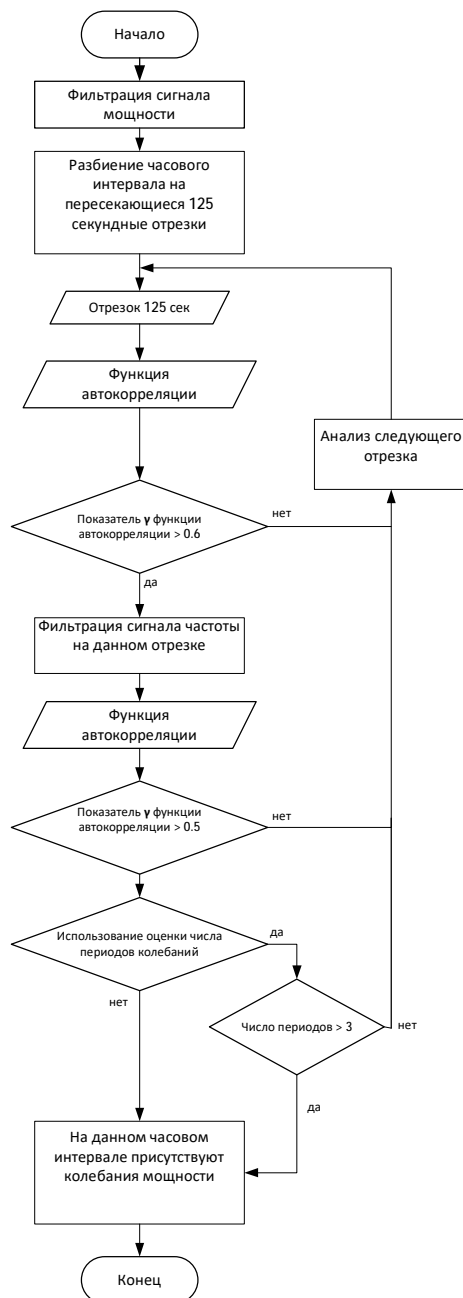 Начало
Фильтрация сигнала
мощности
Разбиение часового
интервала на
пересекающиеся 125
секундные отрезки
Отрезок 125 сек
Функция
автокорреляции
Анализ следующего
отрезка
Показатель γ функции
автокорреляции > 0.6
нет
да
Фильтрация сигнала частоты
на данном отрезке
Функция
автокорреляции
Показатель γ функции
автокорреляции > 0.5
нет
Использование оценки числа
периодов колебаний
да
нет
Число периодов > 3
нет
да
На данном часовом
интервале присутствуют
колебания мощности
Конец